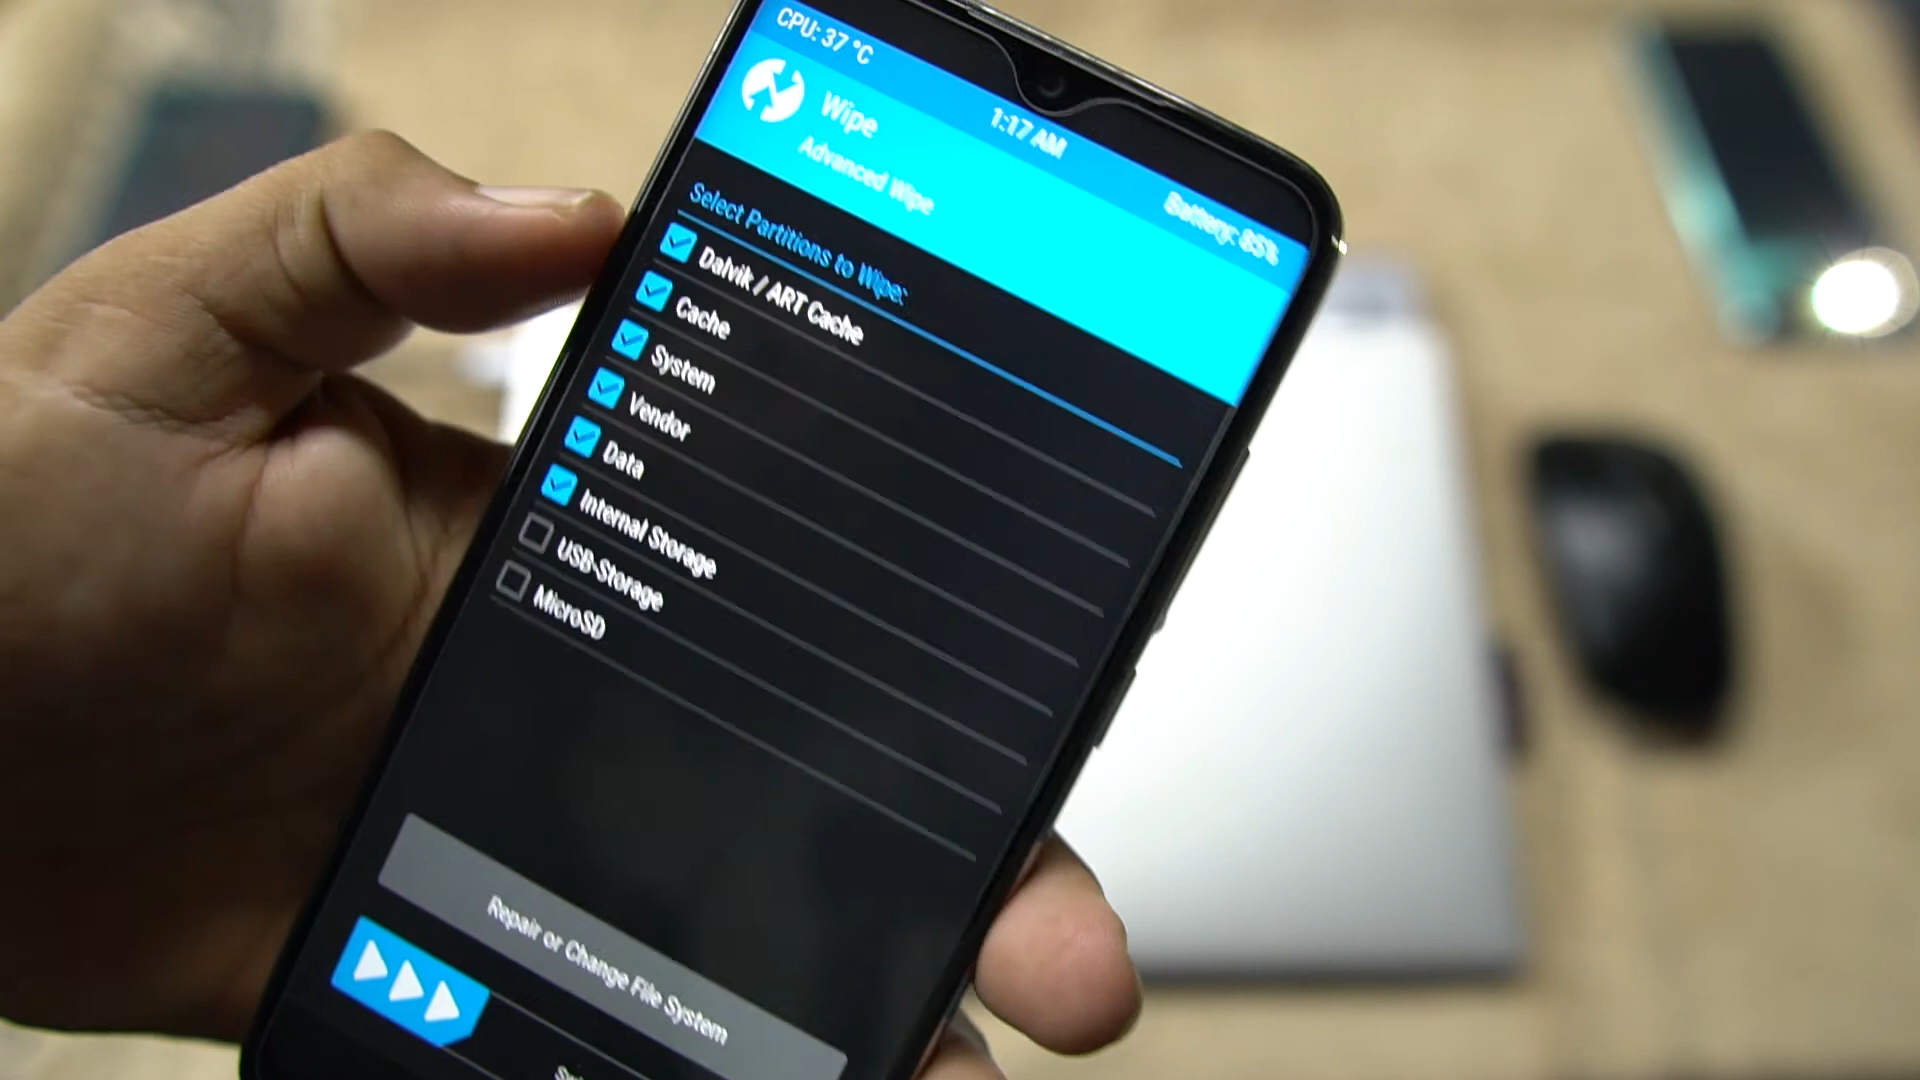 CPU: 37 °C
1:17 AM
Battery: 85%
Wipe
Advanced Wipe
Select Partitions to Wipe:
Dalvik / ART Cache
Cache
System
Vendor
Data
Internal Storage
USB-Storage
MicroSD
Repair or Change File System